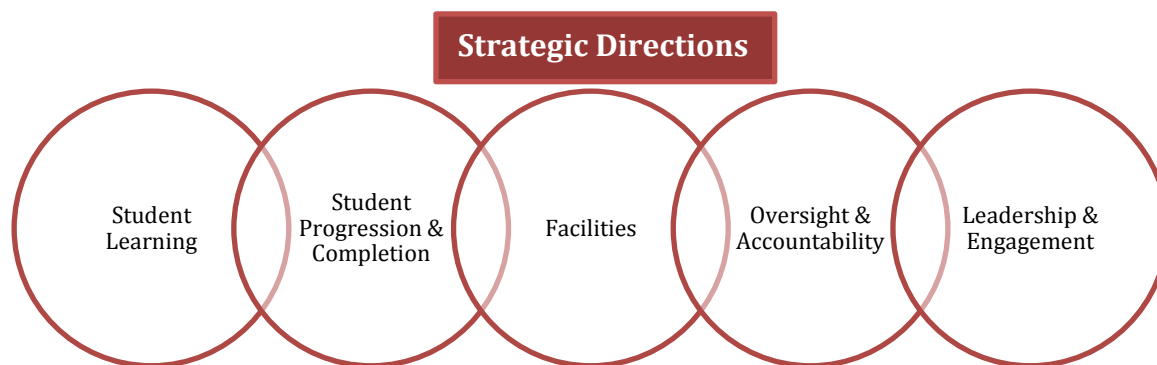 Strategic Directions
Student
Learning
Student
Progression &
Completion
Facilities
Oversight &
Accountability
Leadership &
Engagement